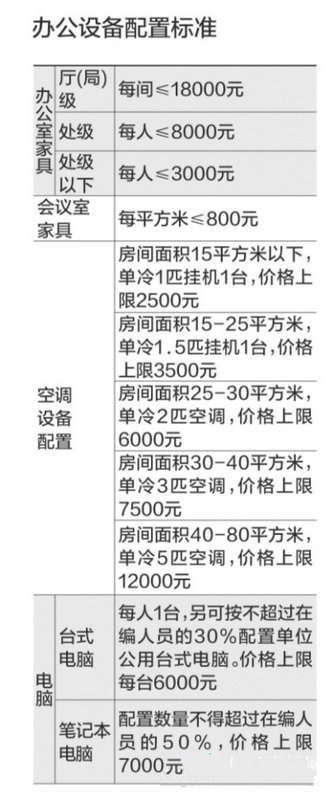 办公设备配置标准
办公室家具
厅(局)
级
每间≤18000元
处级
每人≤8000元
处级
以下
每人≤3000元
会议室
家具
每平方米≤800元
空调
设备
配置
房间面积15平方米以下,
单冷1匹挂机1台,价格上
限2500元
房间面积15-25平方米,
单冷1.5匹挂机1台,价格
上限3500元
房间面积25-30平方米,
单冷2匹空调,价格上限
6000元
房间面积30-40平方米,
单冷3匹空调,价格上限
7500元
房间面积40-80平方米,
单冷5匹空调,价格上限
12000元
电脑
台式
电脑
每人1台,另可按不超过在
编人员的30%配置单位
公用台式电脑。价格上限
每台6000元
笔记本
电脑
配置数量不得超过在编人
员的50%,价格上限
7000元